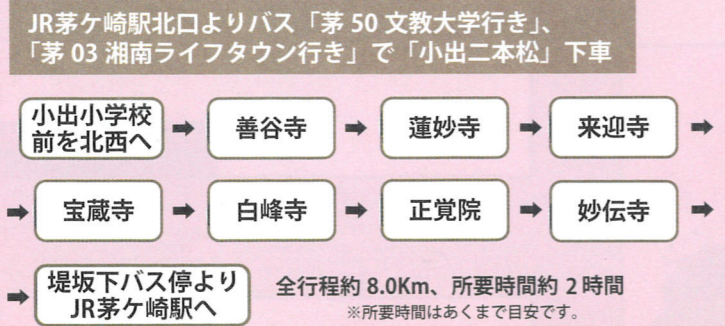 JR茅ケ崎駅北口よりバス「茅 50 文教大学行き」、
「茅 03 湘南ライフタウン行き」で「小出二本松」下車
小出小学校
前を北西へ
➡
善谷寺
➡
蓮妙寺
➡
来迎寺
➡
➡
宝蔵寺
➡
白峰寺
➡
正覚院
➡
妙伝寺
➡
➡
堤坂下バス停より
JR茅ケ崎駅へ
全行程約 8.0Km、所要時間約 2 時間
※所要時間はあくまで目安です。